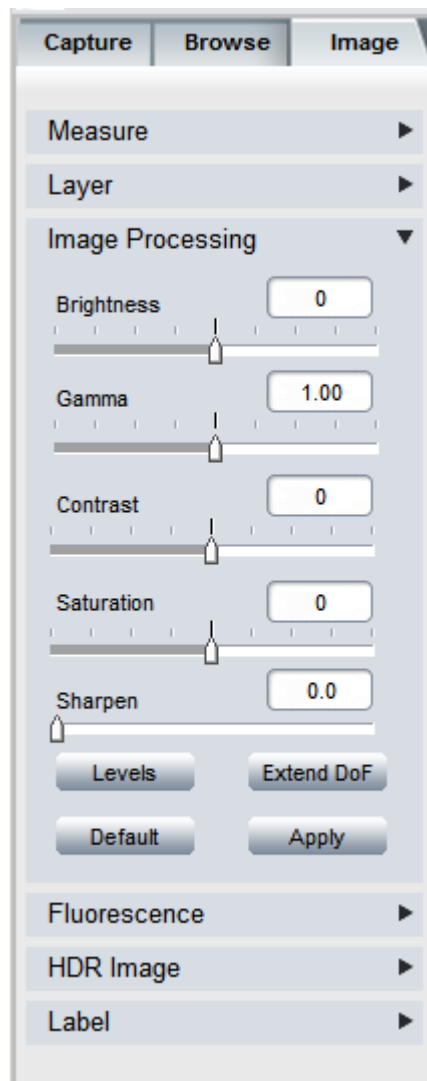 Capture Browse Image
Measure
Layer
Image Processing
Brightness 0
Gamma 1.00
Contrast 0
Saturation 0
Sharpen 0.0
Levels Extend DoF
Default Apply
Fluorescence
HDR Image
Label